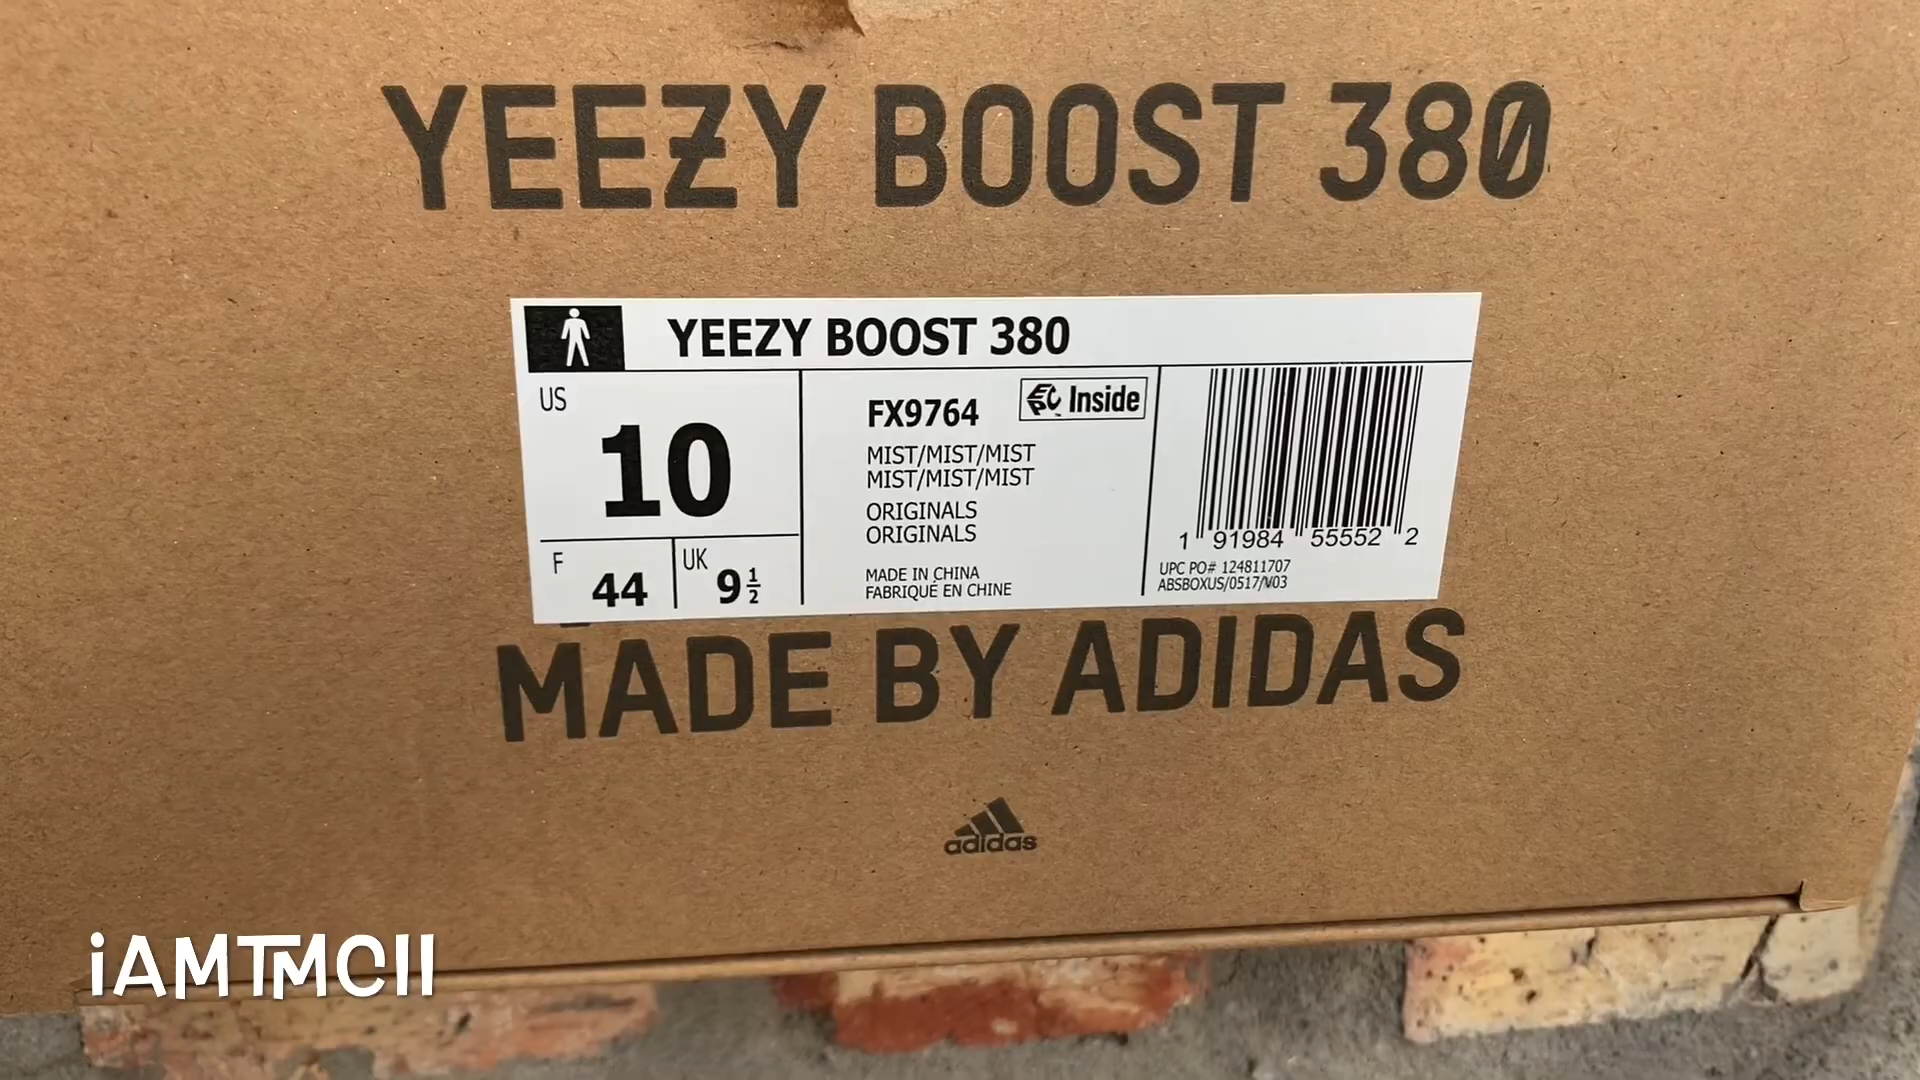 YEEZY BOOST 380
YEEZY BOOST 380
US
10
F
44
UK
9 1/2
FX9764
EPC Inside
MIST/MIST/MIST
MIST/MIST/MIST
ORIGINALS
ORIGINALS
MADE IN CHINA
FABRIQUÉ EN CHINE
1 91984 55552 2
UPC PO# 124811707
ABSBOXUS/0517/V03
MADE BY ADIDAS
adidas
iAMTMCII